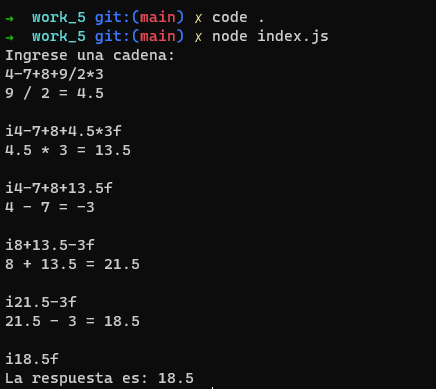 → work_5 git:(main) ✗ code .
→ work_5 git:(main) ✗ node index.js
Ingrese una cadena:
4-7+8+9/2*3
9 / 2 = 4.5
i4-7+8+4.5*3f
4.5 * 3 = 13.5
i4-7+8+13.5f
4 - 7 = -3
i8+13.5-3f
8 + 13.5 = 21.5
i21.5-3f
21.5 - 3 = 18.5
i18.5f
La respuesta es: 18.5